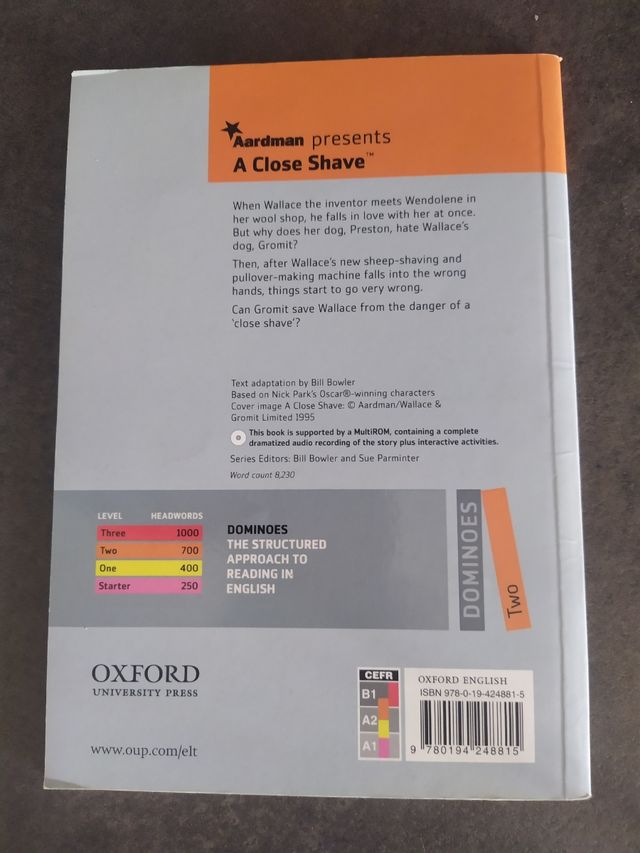 Aardman presents
A Close Shave™
When Wallace the inventor meets Wendolene in
her wool shop, he falls in love with her at once.
But why does her dog, Preston, hate Wallace's
dog, Gromit?
Then, after Wallace's new sheep-shaving and
pullover-making machine falls into the wrong
hands, things start to go very wrong.
Can Gromit save Wallace from the danger of a
'close shave'?
Text adaptation by Bill Bowler
Based on Nick Park's Oscar®-winning characters
Cover image A Close Shave: © Aardman/Wallace &
Gromit Limited 1995
This book is supported by a MultiROM, containing a complete
dramatized audio recording of the story plus interactive activities.
Series Editors: Bill Bowler and Sue Parminter
Word count 8,230
LEVEL HEADWORDS
Three 1000
Two 700
One 400
Starter 250
DOMINOES
THE STRUCTURED
APPROACH TO
READING IN
ENGLISH
DOMINOES
Two
OXFORD
UNIVERSITY PRESS
www.oup.com/elt
CEFR
B1
A2
A1
OXFORD ENGLISH
ISBN 978-0-19-424881-5
9 780194 248815